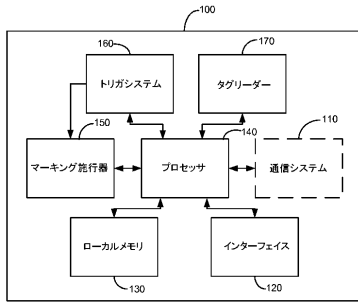 100
160
170
トリガシステム
タグリーダー
150
140
110
マーキング施行器
プロセッサ
通信システム
ローカルメモリ
インターフェイス
130
120